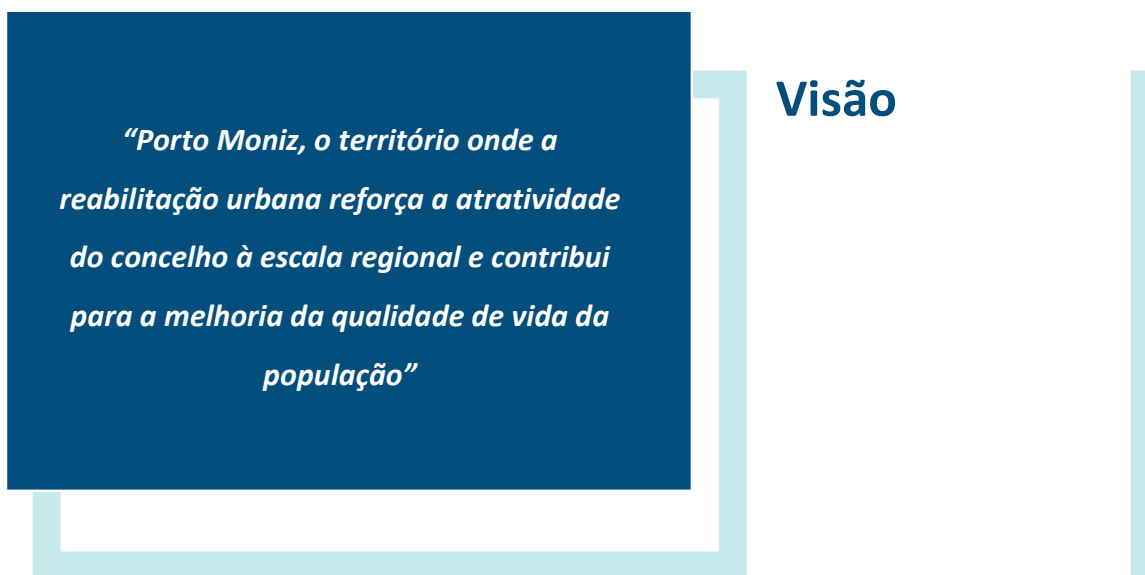 Visão
“Porto Moniz, o território onde a
reabilitação urbana reforça a atratividade
do concelho à escala regional e contribui
para a melhoria da qualidade de vida da
população”